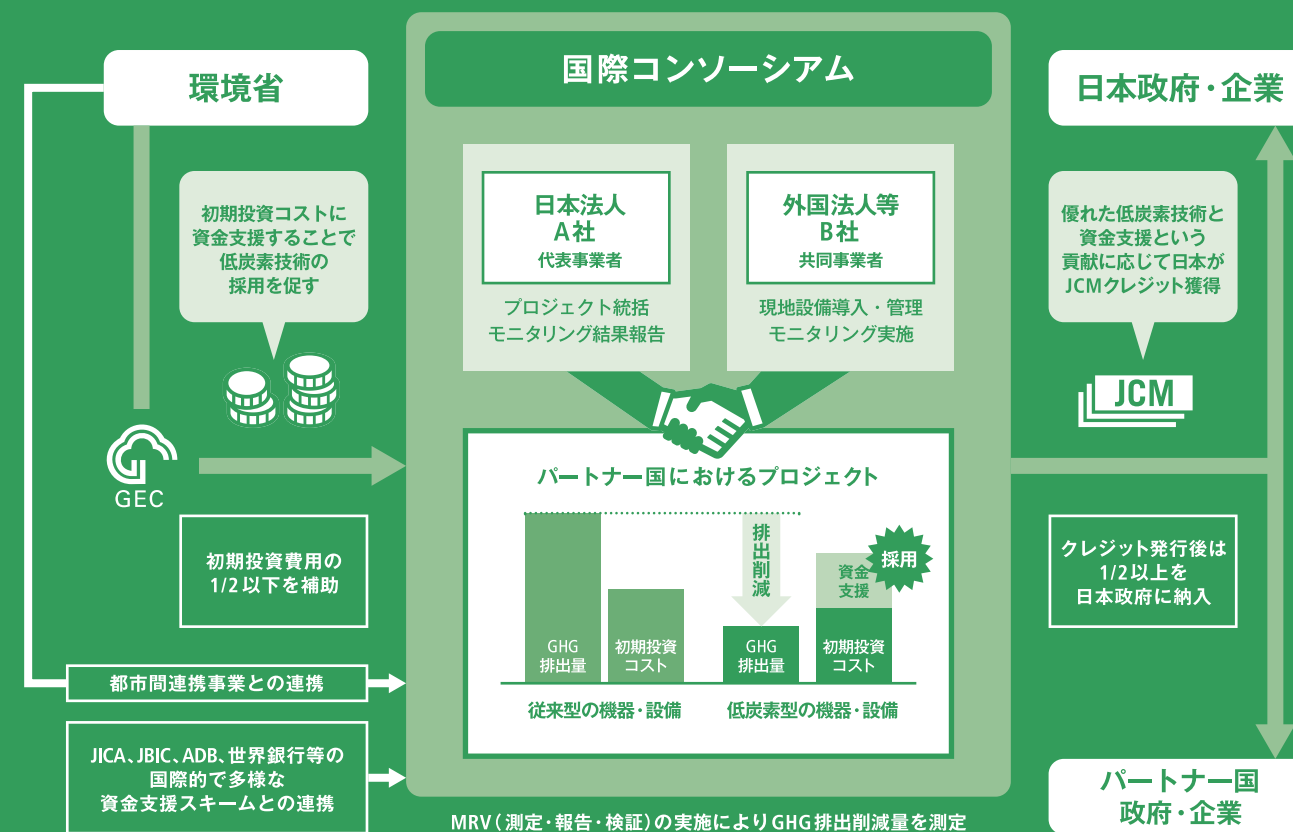 環境省
初期投資コストに
資金支援することで
低炭素技術の
採用を促す
GEC
初期投資費用の
1/2以下を補助
都市間連携事業との連携
JICA、JBIC、ADB、世界銀行等の
国際的で多様な
資金支援スキームとの連携
国際コンソーシアム
日本法人
A社
代表事業者
プロジェクト統括
モニタリング結果報告
外国法人等
B社
共同事業者
現地設備導入・管理
モニタリング実施
パートナー国におけるプロジェクト
GHG
排出量
初期投資
コスト
従来型の機器・設備
排出削減
GHG
排出量
資金
支援
採用
初期投資
コスト
低炭素型の機器・設備
MRV（測定・報告・検証）の実施によりGHG排出削減量を測定
日本政府・企業
優れた低炭素技術と
資金支援という
貢献に応じて日本が
JCMクレジット獲得
JCM
クレジット発行後は
1/2以上を
日本政府に納入
パートナー国
政府・企業